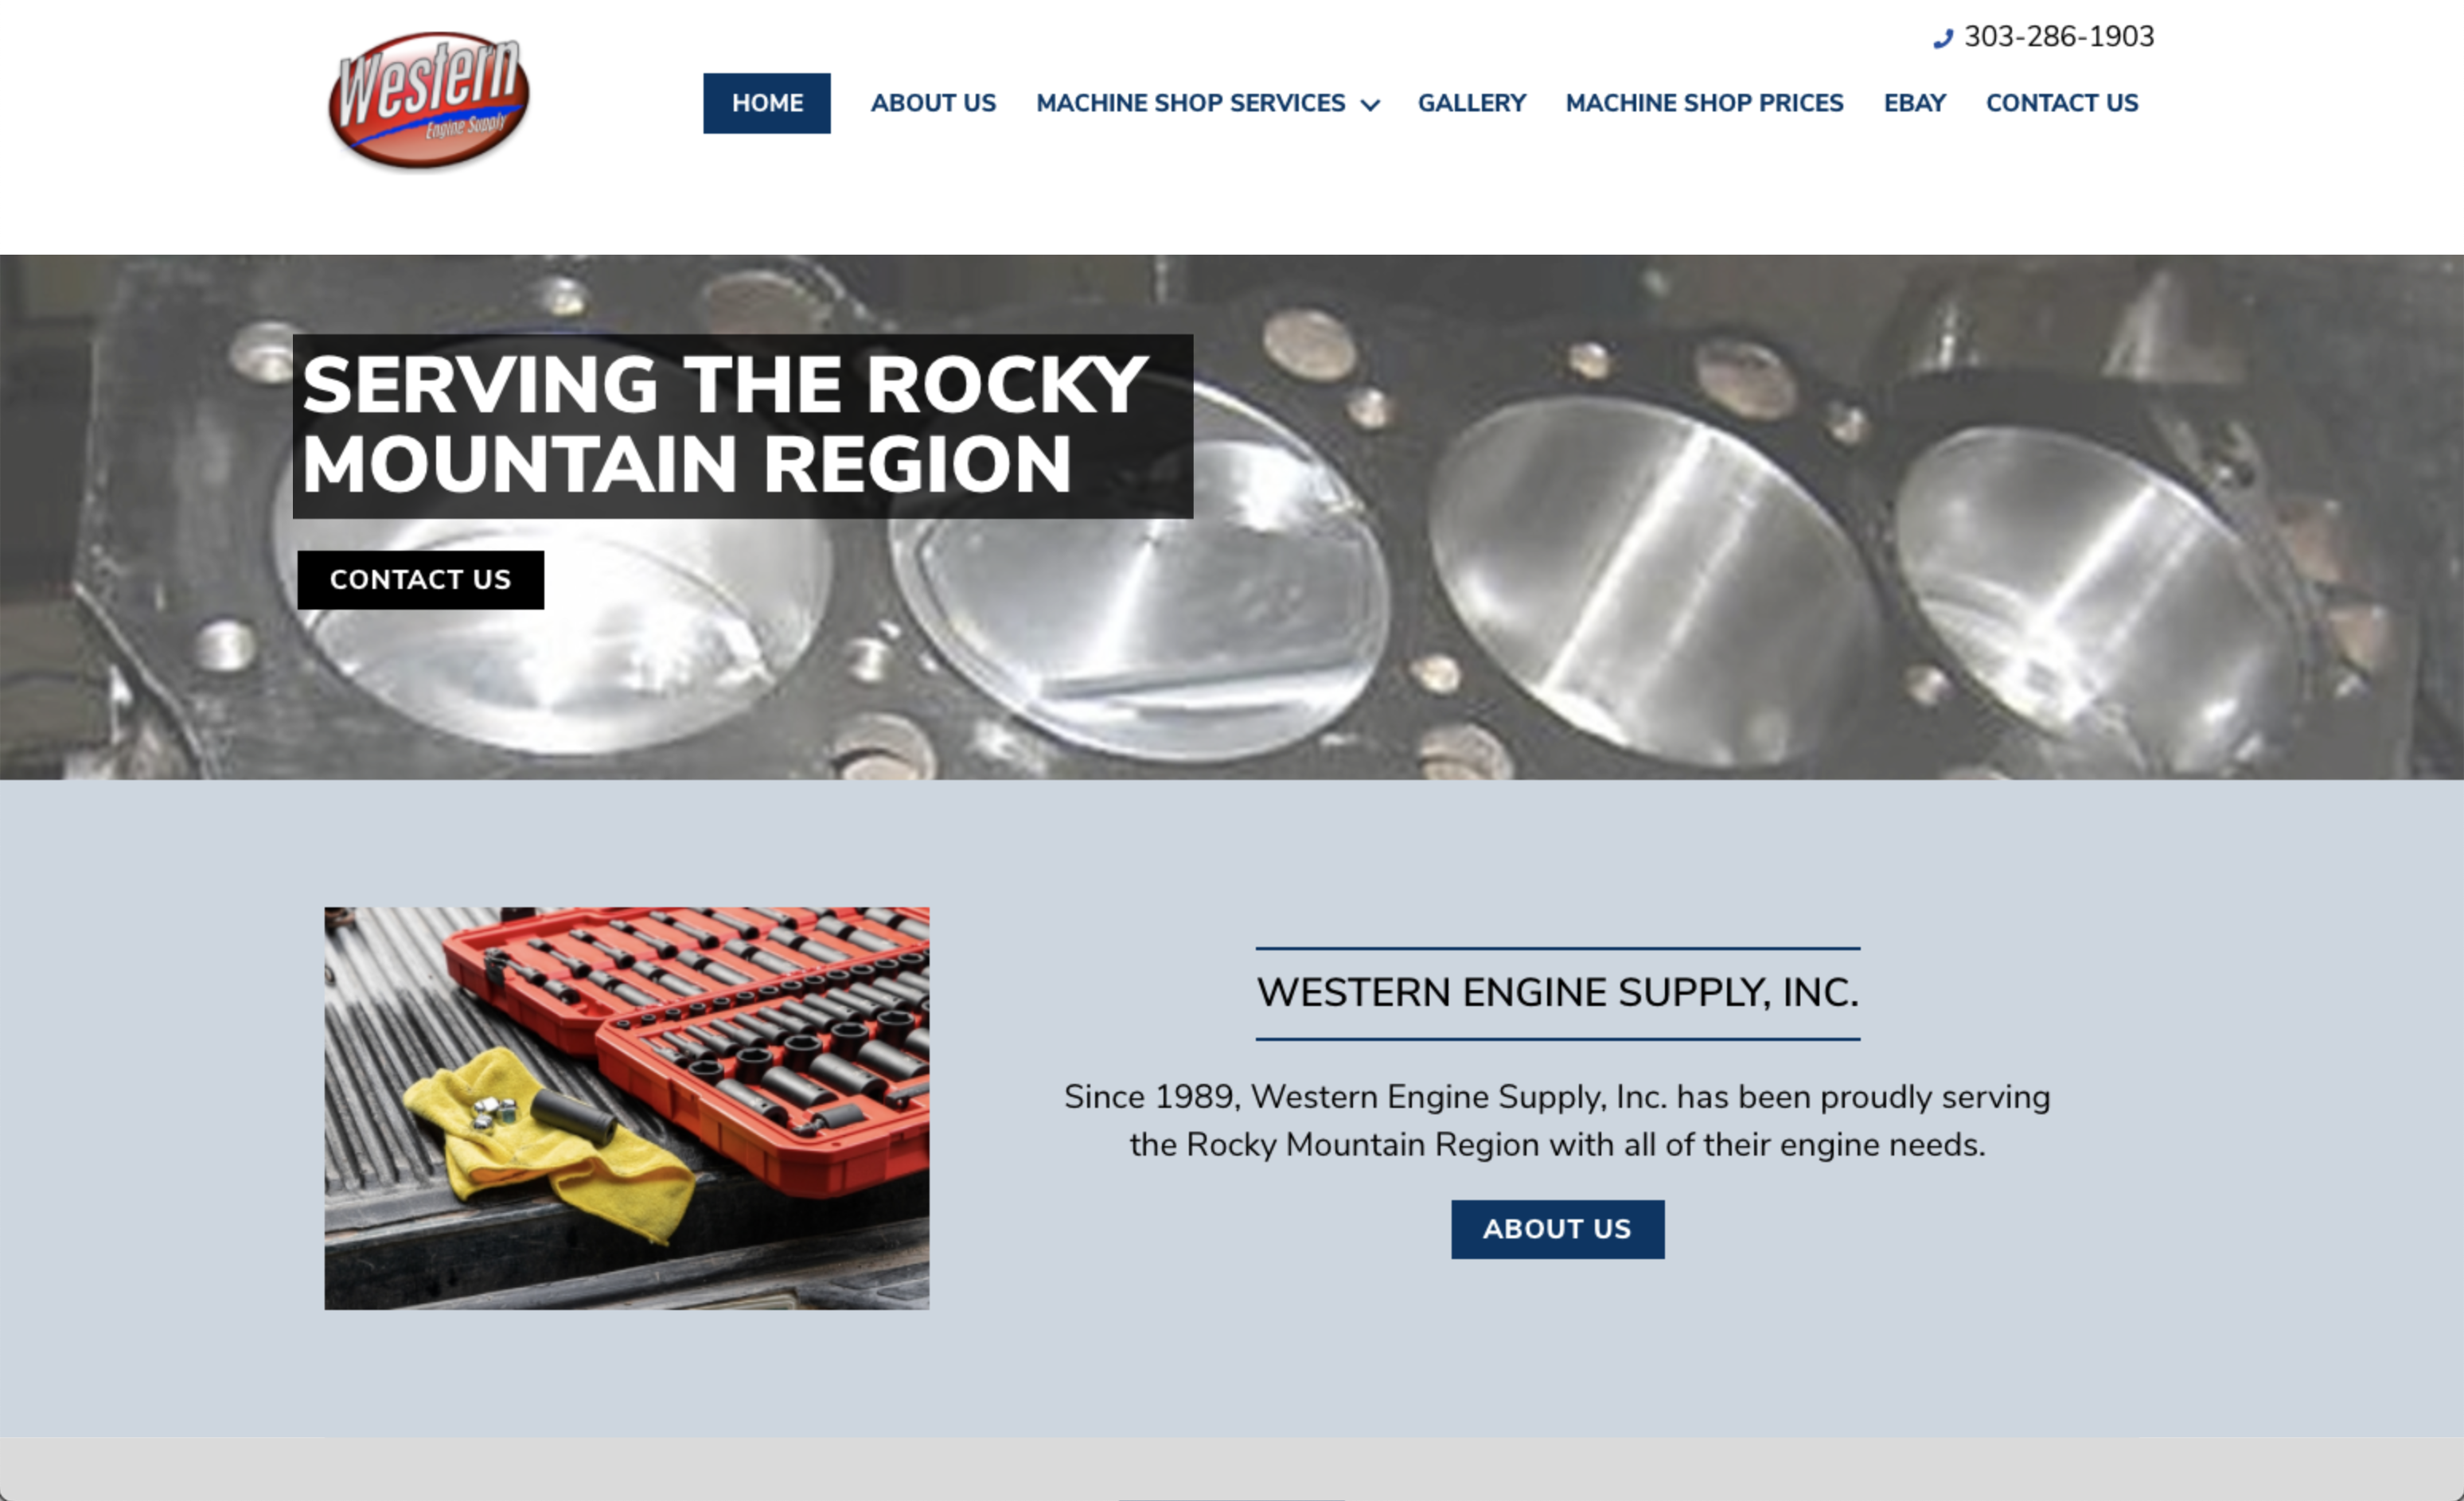 Western
Engine Supply
303-286-1903
HOME
ABOUT US
MACHINE SHOP SERVICES
GALLERY
MACHINE SHOP PRICES
EBAY
CONTACT US
SERVING THE ROCKY
MOUNTAIN REGION
CONTACT US
WESTERN ENGINE SUPPLY, INC.
Since 1989, Western Engine Supply, Inc. has been proudly serving
the Rocky Mountain Region with all of their engine needs.
ABOUT US